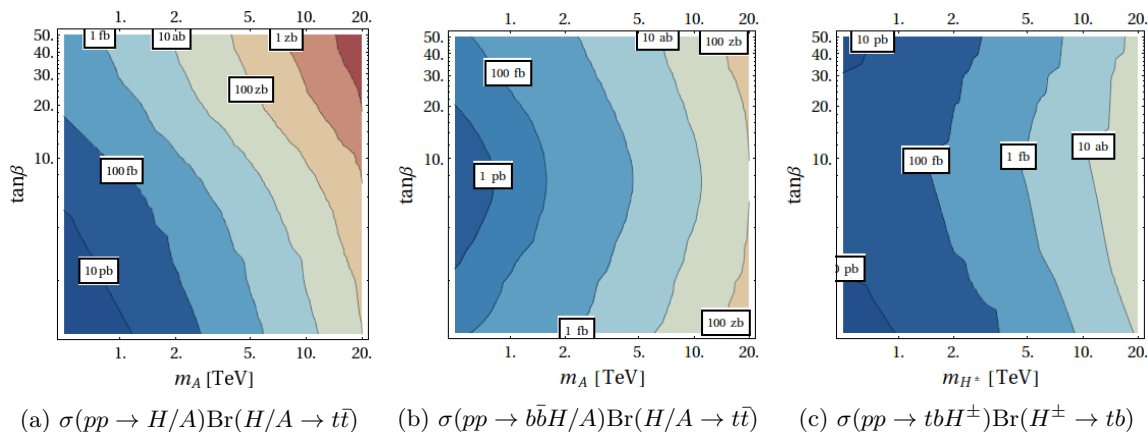 1. 2. 5. 10. 20.
50. 40. 30. 20. 10.
tanβ
1 fb 10 ab 1 zb
100 zb
100 fb
10 pb
1. 2. 5. 10. 20.
m_A [TeV]
(a) σ(pp → H/A)Br(H/A → tt̄)
1. 2. 5. 10. 20.
50. 40. 30. 20. 10.
tanβ
10 ab 100 zb
100 fb
1 pb
1 fb 100 zb
1. 2. 5. 10. 20.
m_A [TeV]
(b) σ(pp → bb̄H/A)Br(H/A → tt̄)
1. 2. 5. 10. 20.
50. 40. 30. 20. 10.
tanβ
10 pb
100 fb 1 fb 10 ab
0 pb
1. 2. 5. 10. 20.
m_H± [TeV]
(c) σ(pp → tbH±)Br(H± → tb)